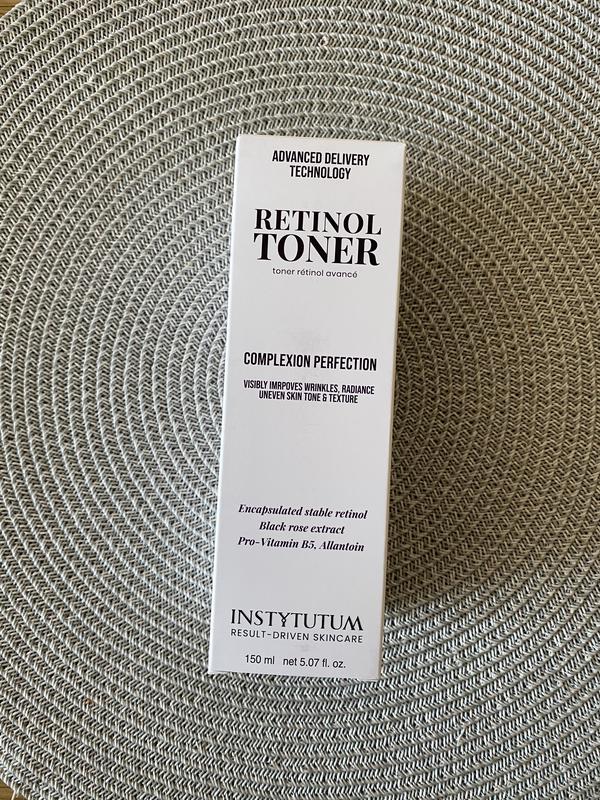 ADVANCED DELIVERY
TECHNOLOGY
RETINOL
TONER
toner rétinol avancé
COMPLEXION PERFECTION
VISIBLY IMRPOVES WRINKLES, RADIANCE
UNEVEN SKIN TONE & TEXTURE
Encapsulated stable retinol
Black rose extract
Pro-Vitamin B5, Allantoin
INSTYTUTUM
RESULT-DRIVEN SKINCARE
150 ml net 5.07 fl. oz.